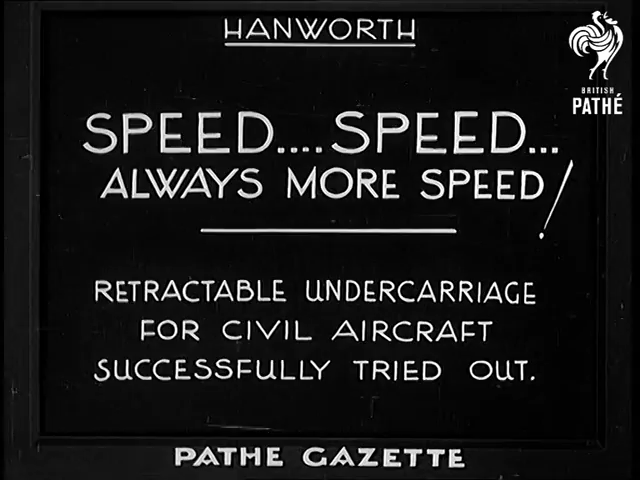 HANWORTH
BRITISH
PATHÉ
SPEED.... SPEED...
ALWAYS MORE SPEED!
RETRACTABLE UNDERCARRIAGE
FOR CIVIL AIRCRAFT
SUCCESSFULLY TRIED OUT.
PATHE GAZETTE